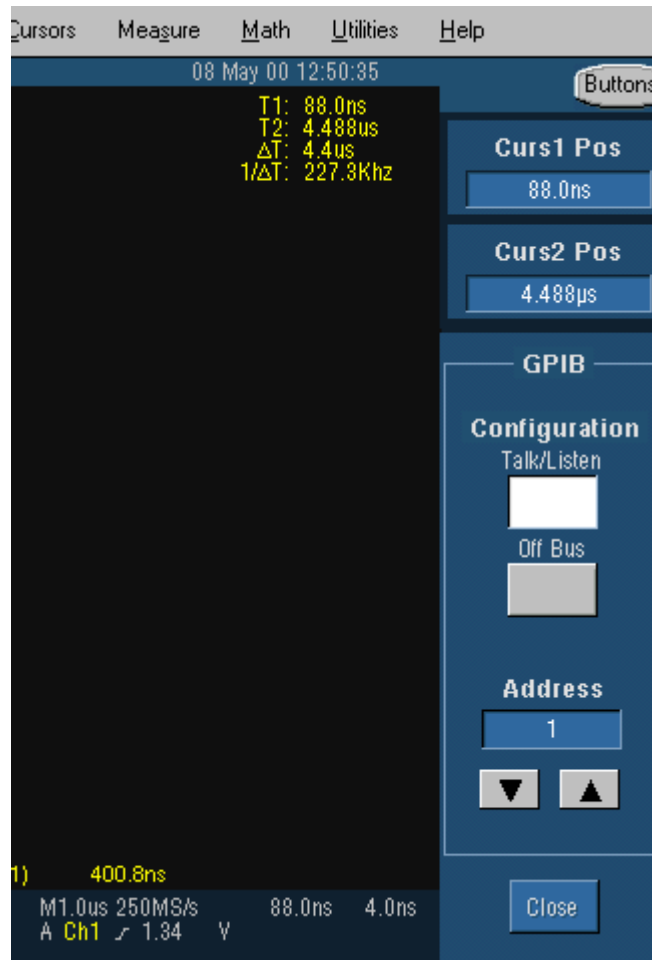 Cursors Measure Math Utilities Help
08 May 00 12:50:35
Buttons
T1: 88.0ns
T2: 4.488us
ΔT: 4.4us
1/ΔT: 227.3Khz
Curs1 Pos
88.0ns
Curs2 Pos
4.488µs
GPIB
Configuration
Talk/Listen
Off Bus
Address
1
1) 400.8ns
M1.0us 250MS/s 88.0ns 4.0ns
A Ch1 1.34 V
Close